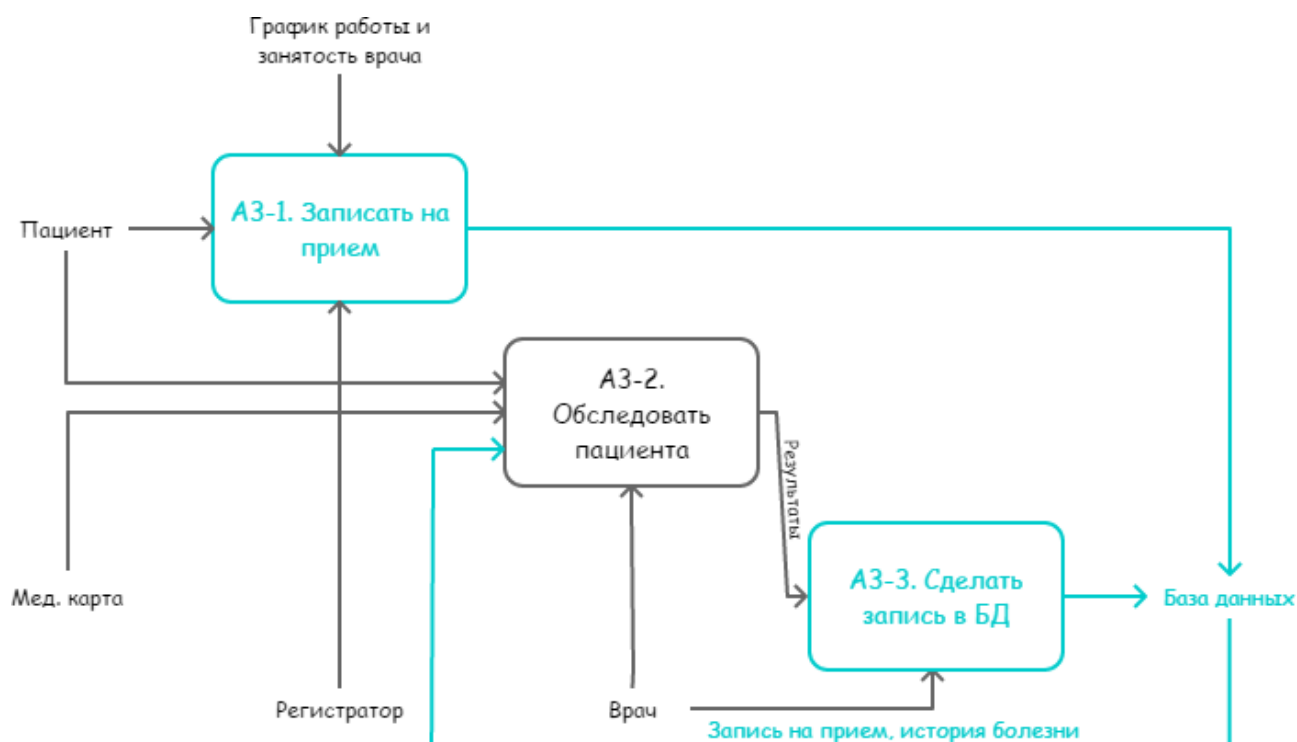 График работы и
занятость врача
А3-1. Записать на
прием
Пациент
А3-2.
Обследовать
пациента
Результаты
А3-3. Сделать
запись в БД
База данных
Мед. карта
Регистратор
Врач
Запись на прием, история болезни